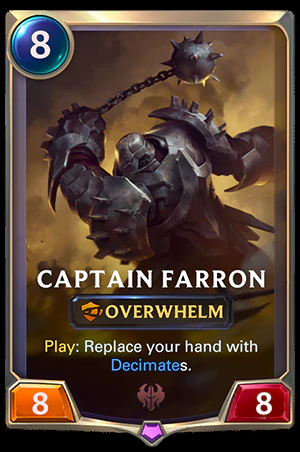 8
CAPTAIN FARRON
OVERWHELM
Play: Replace your hand with
Decimates.
8
8